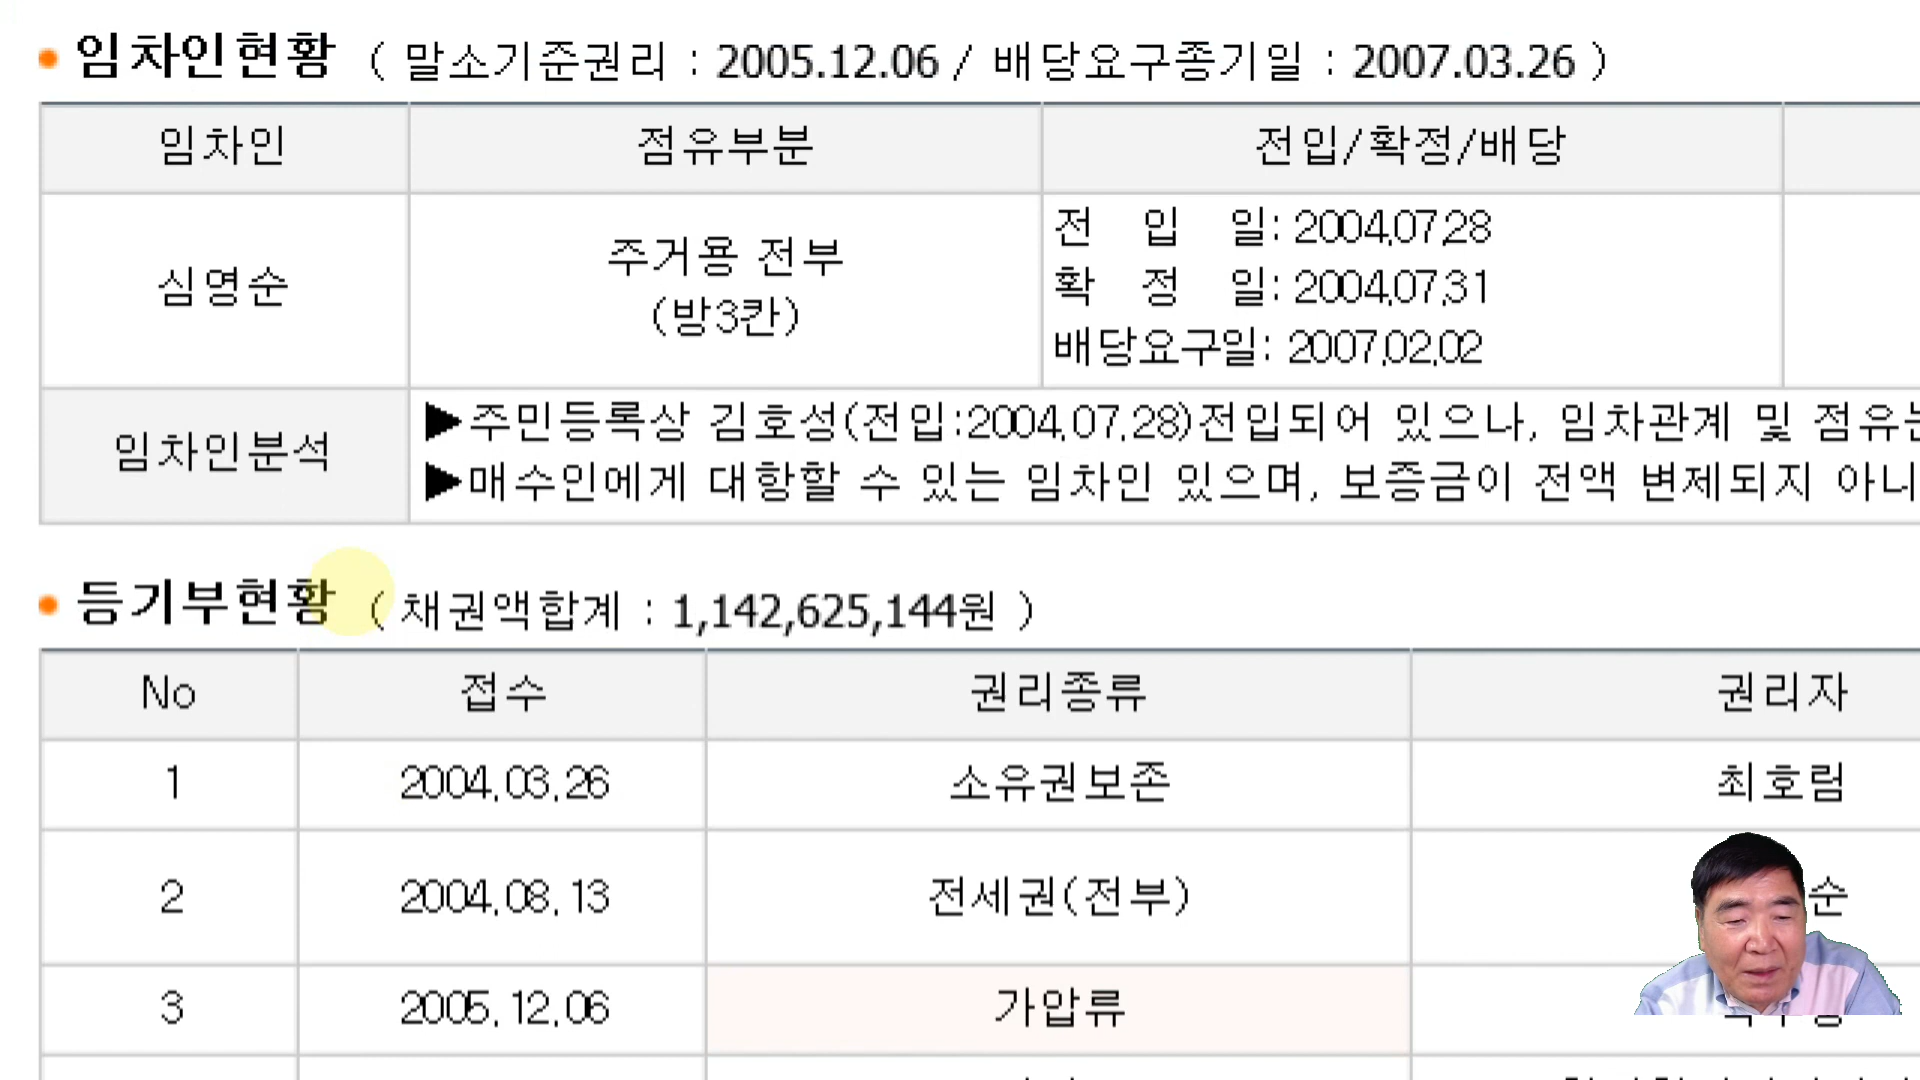 • 임차인현황 ( 말소기준권리 : 2005.12.06 / 배당요구종기일 : 2007.03.26 )
임차인 점유부분 전입/확정/배당
심영순 주거용 전부 (방3칸)
전 입 일: 2004.07.28
확 정 일: 2004.07.31
배당요구일: 2007.02.02
임차인분석
▶주민등록상 김호성(전입:2004.07.28)전입되어 있으나, 임차관계 및 점유
▶매수인에게 대항할 수 있는 임차인 있으며, 보증금이 전액 변제되지 아니
• 등기부현황 ( 채권액합계 : 1,142,625,144원 )
No 접수 권리종류 권리자
1 2004.03.26 소유권보존 최호림
2 2004.08.13 전세권(전부) 순
3 2005.12.06 가압류